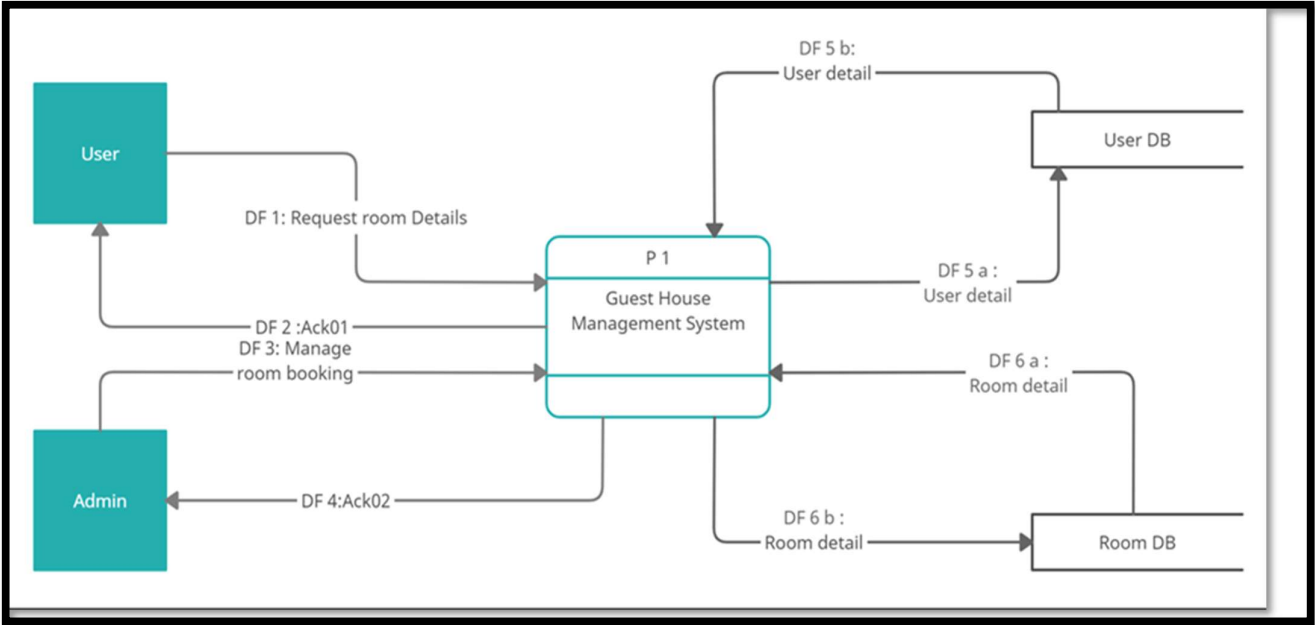 DF 5 b:
User detail
User
User DB
DF 1: Request room Details
P 1
DF 5 a :
User detail
Guest House
Management System
DF 2 :Ack01
DF 3: Manage
room booking
DF 6 a :
Room detail
Admin
DF 4:Ack02
DF 6 b :
Room detail
Room DB